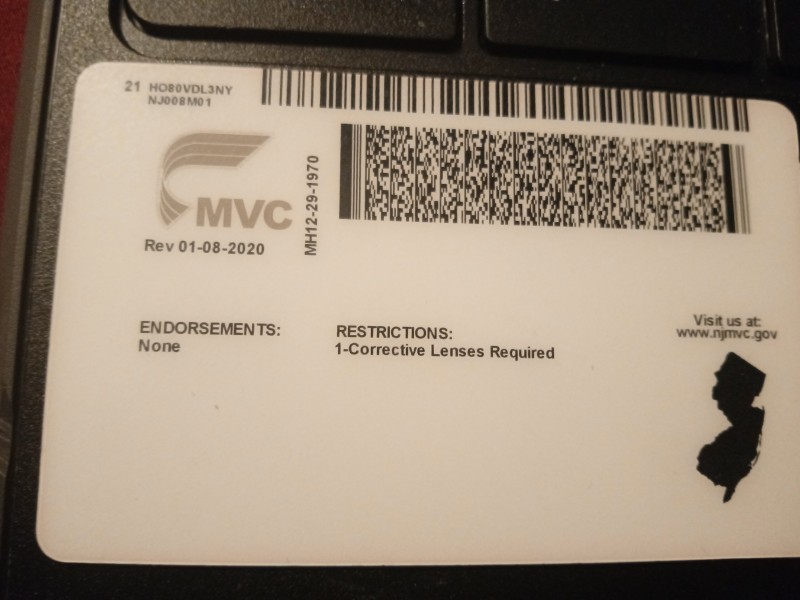 21 HO80VDL3NY
NJ008M01
MVC
Rev 01-08-2020
MH12-29-1970
ENDORSEMENTS:
None
RESTRICTIONS:
1-Corrective Lenses Required
Visit us at:
www.njmvc.gov